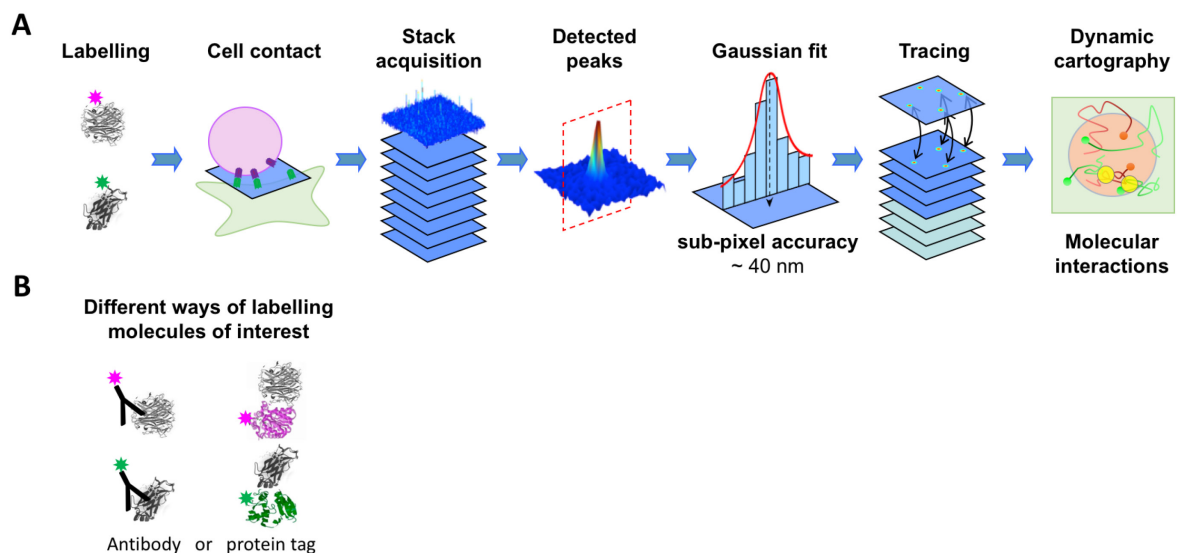 A
Labelling
Cell contact
Stack
acquisition
Detected
peaks
Gaussian fit
Tracing
Dynamic
cartography
sub-pixel accuracy
~ 40 nm
Molecular
interactions
B
Different ways of labelling
molecules of interest
Antibody or protein tag